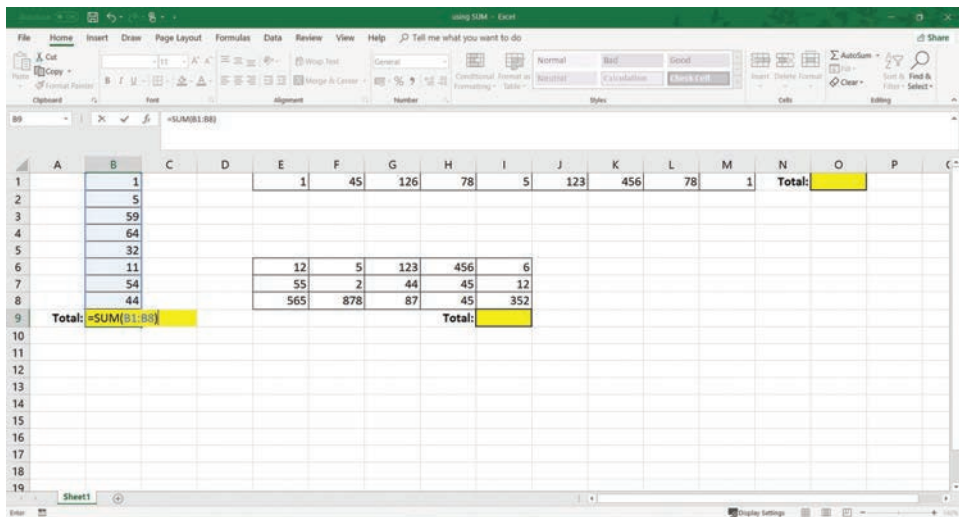 using SUM - Excel
File Home Insert Draw Page Layout Formulas Data Review View Help Tell me what you want to do Share
Cut
Copy
Format Painter
Paste
11
B I U
Wrap Text
Merge & Center
General
Conditional Formatting
Format as Table
Normal Bad Good
Neutral Calculation Check Cell
Insert Delete Format
AutoSum
Fill
Clear
Sort & Filter
Find & Select
Clipboard Font Alignment Number Styles Cells Editing
B9 fx =SUM(B1:B8)
A B C D E F G H I J K L M N O P
1 1 1 45 126 78 5 123 456 78 1 Total:
2 5
3 59
4 64
5 32
6 11 12 5 123 456 6
7 54 55 2 44 45 12
8 44 565 878 87 45 352
9 Total: =SUM(B1:B8) Total:
10
11
12
13
14
15
16
17
18
19
Sheet1
Enter Display Settings